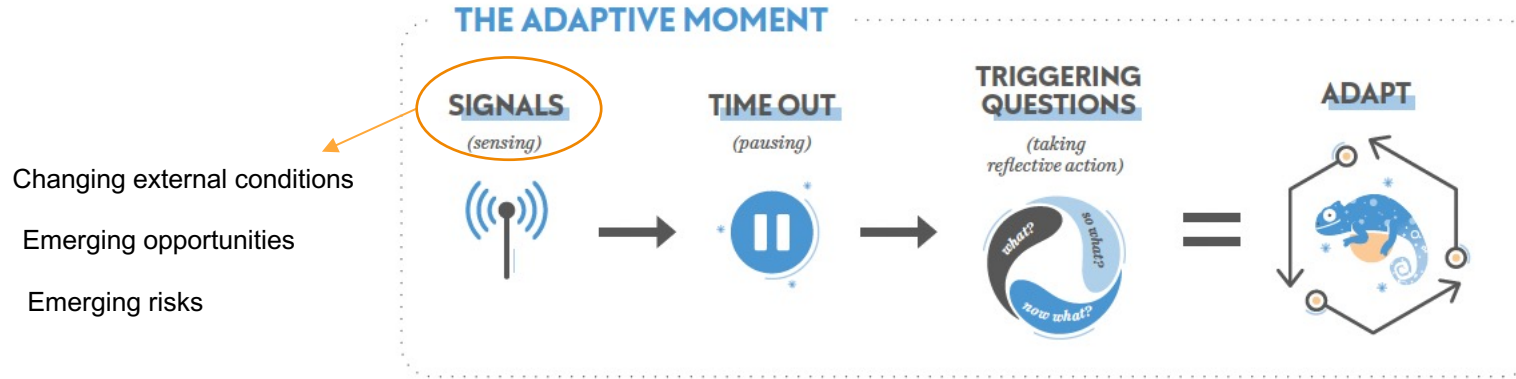 THE ADAPTIVE MOMENT
SIGNALS
(sensing)
TIME OUT
(pausing)
TRIGGERING
QUESTIONS
(taking
reflective action)
what?
so what?
now what?
ADAPT
Changing external conditions
Emerging opportunities
Emerging risks